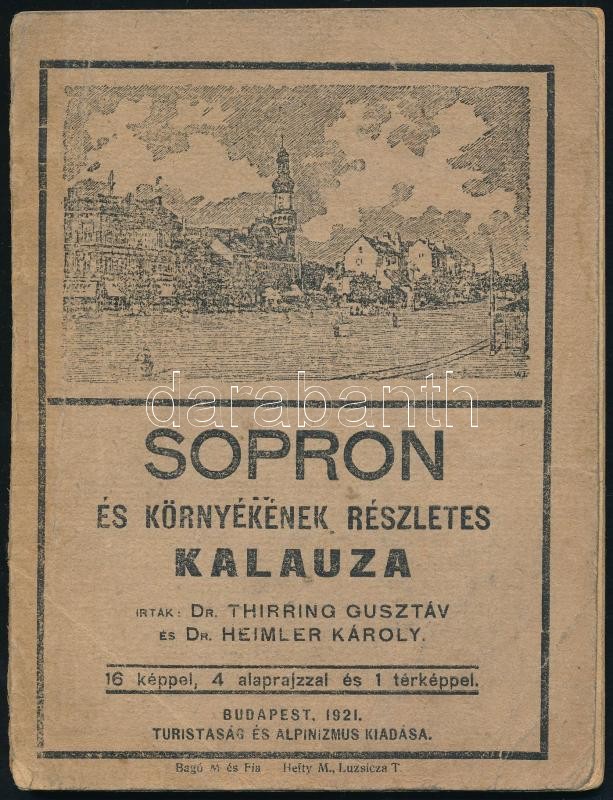 darabanth
SOPRON
ÉS KÖRNYÉKÉNEK RÉSZLETES
KALAUZA
IRTÁK: DR. THIRRING GUSZTÁV
ÉS DR. HEIMLER KÁROLY.
16 képpel, 4 alaprajzzal és 1 térképpel.
BUDAPEST, 1921.
TURISTASÁG ÉS ALPINIZMUS KIADÁSA.
Bagó M és Fia Hefty M., Luzsicza T.